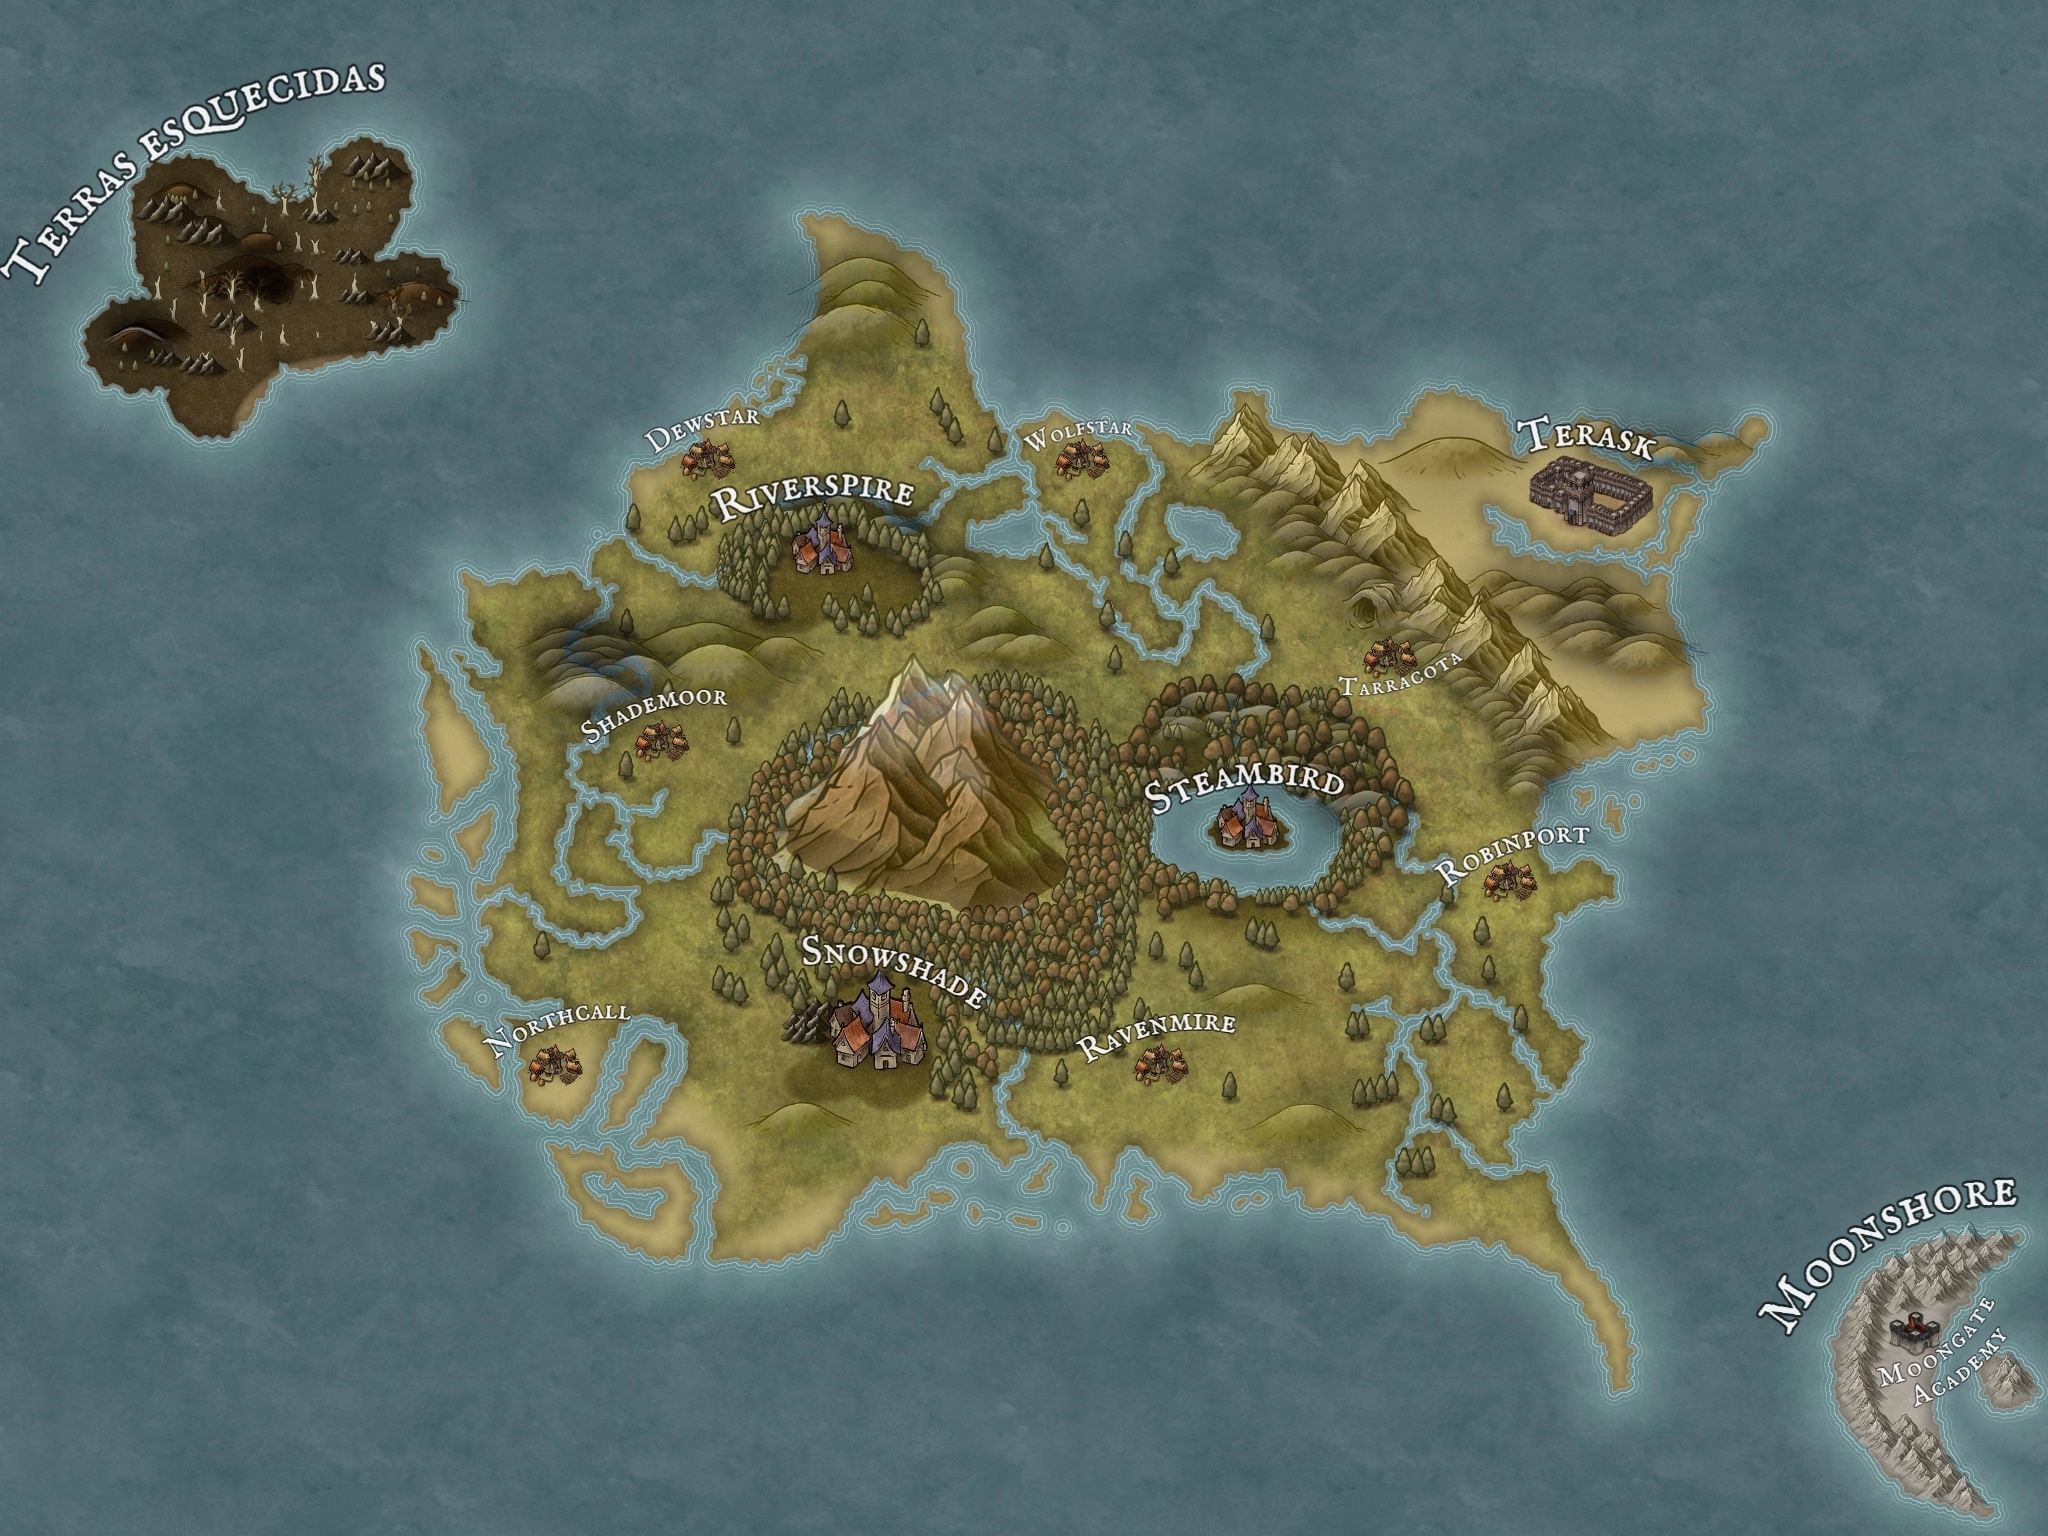 Terras esquecidas
Dewstar
Wolfstar
Terask
Riverspire
Shademoor
Tarracota
Steambird
Robinport
Snowshade
Northcall
Ravenmire
Moonshore
Moongate
Academy